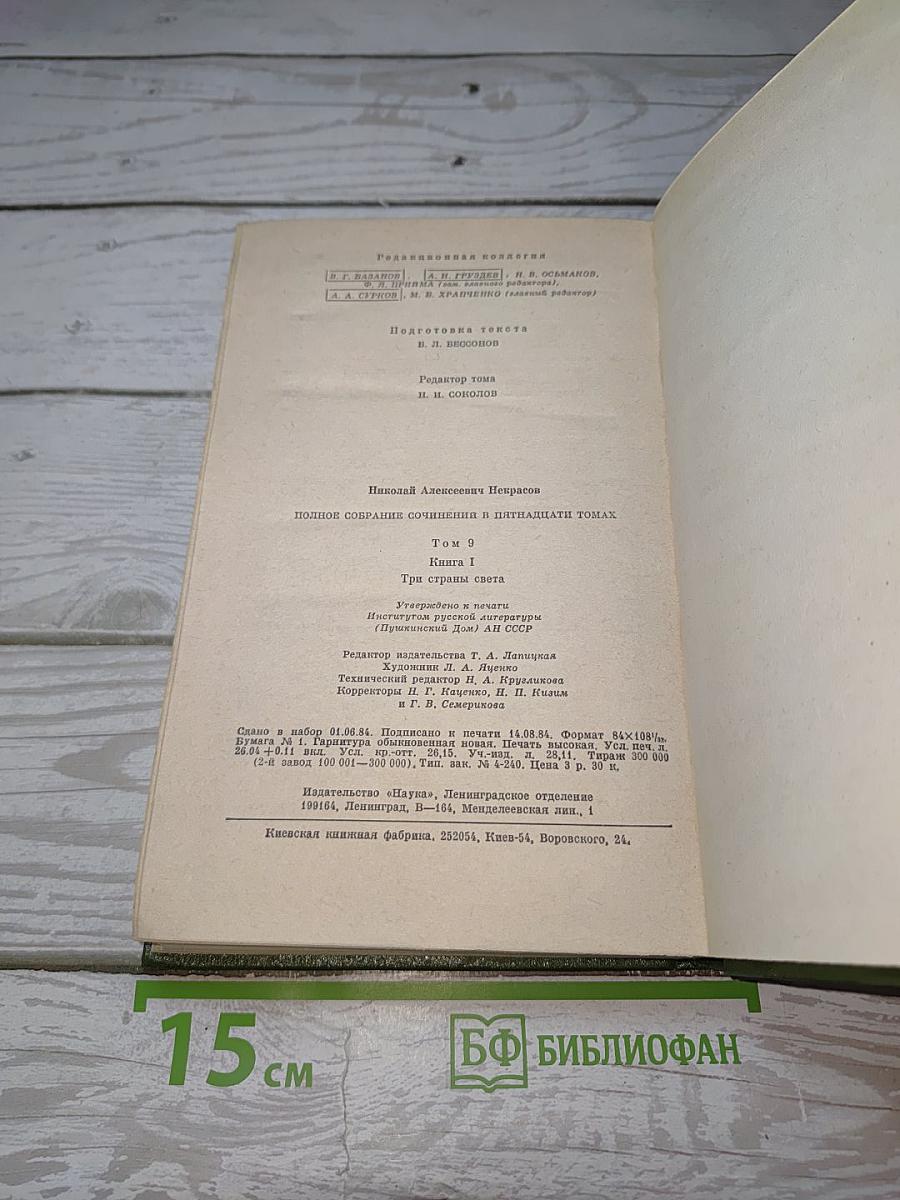 Редакционная коллегия
В. Г. БАЗАНОВ, А. И. ГРУЗДЕВ, Н. В. ОСЬМАКОВ,
Ф. Я. ПРИЙМА (зам. главного редактора),
А. А. СУРКОВ, М. Б. ХРАПЧЕНКО (главный редактор)
Подготовка текста
Б. Л. БЕССОНОВ
Редактор тома
Н. И. СОКОЛОВ
Николай Алексеевич Некрасов
ПОЛНОЕ СОБРАНИЕ СОЧИНЕНИЙ В ПЯТНАДЦАТИ ТОМАХ
Том 9
Книга I
Три страны света
Утверждено к печати
Институтом русской литературы
(Пушкинский Дом) АН СССР
Редактор издательства Т. А. Лапицкая
Художник Л. А. Яценко
Технический редактор Н. А. Кругликова
Корректоры Н. Г. Каценко, Н. П. Кизим
и Г. В. Семерикова
Сдано в набор 01.06.84. Подписано к печати 14.08.84. Формат 84×108¹/₃₂.
Бумага № 1. Гарнитура обыкновенная новая. Печать высокая. Усл. печ. л.
26.04+0.11 вкл. Усл. кр.-отт. 26,15. Уч.-изд. л. 28,11. Тираж 300 000
(2-й завод 100 001—300 000). Тип. зак. № 4-240. Цена 3 р. 30 к.
Издательство «Наука», Ленинградское отделение
199164, Ленинград, В—164, Менделеевская лин., 1
Киевская книжная фабрика, 252054, Киев-54, Воровского, 24.
15 см
БФ БИБЛИОФАН